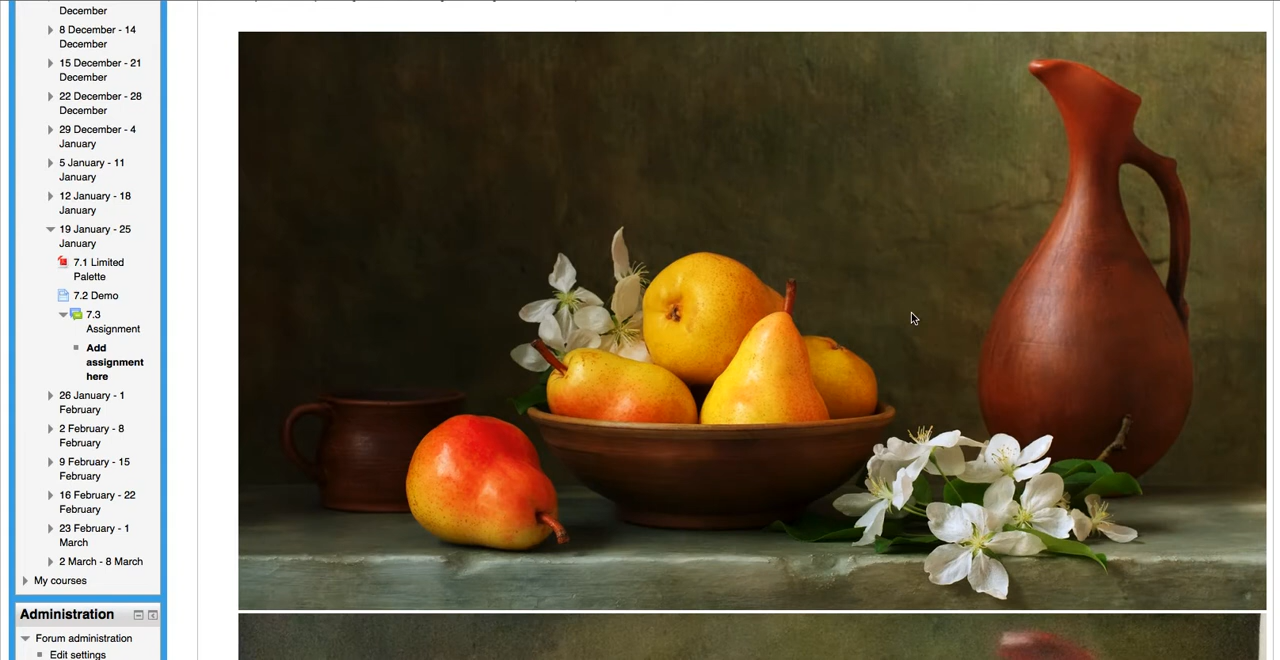 December
8 December - 14
December
15 December - 21
December
22 December - 28
December
29 December - 4
January
5 January - 11
January
12 January - 18
January
19 January - 25
January
7.1 Limited
Palette
7.2 Demo
7.3
Assignment
Add
assignment
here
26 January - 1
February
2 February - 8
February
9 February - 15
February
16 February - 22
February
23 February - 1
March
2 March - 8 March
My courses
Administration
Forum administration
Edit settings